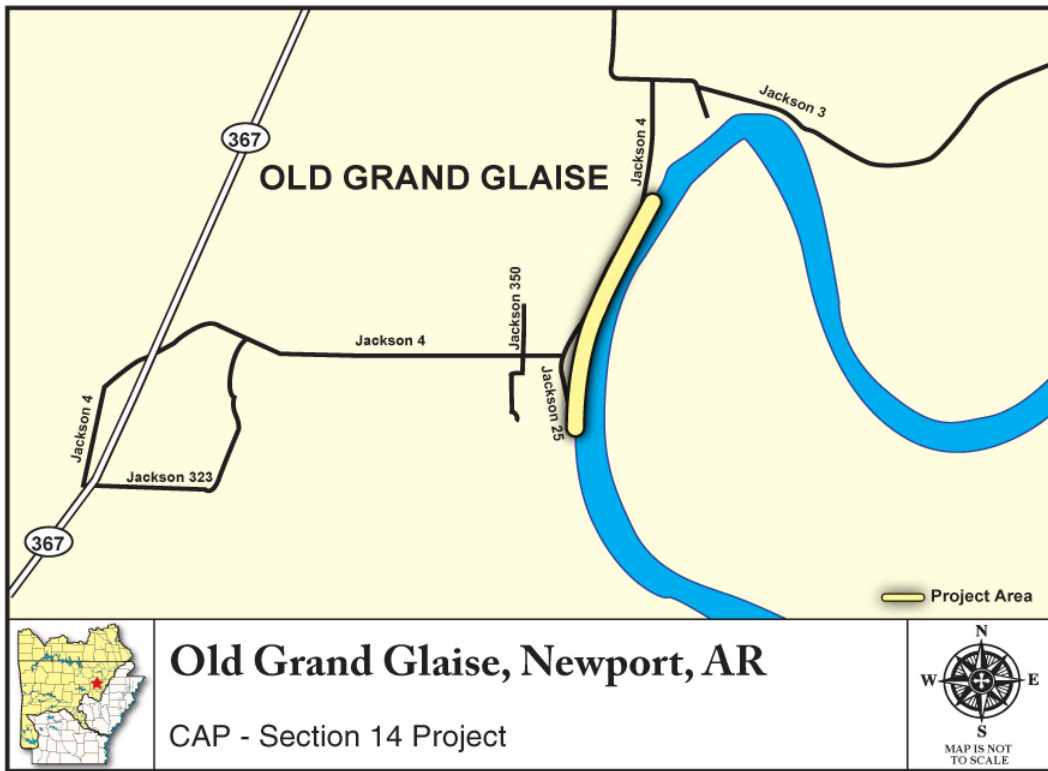 Jackson 3
367
Jackson 4
OLD GRAND GLAISE
Jackson 350
Jackson 4
Jackson 25
Jackson 4
Jackson 323
367
Project Area
Old Grand Glaise, Newport, AR
CAP - Section 14 Project
N
W E
S
MAP IS NOT
TO SCALE